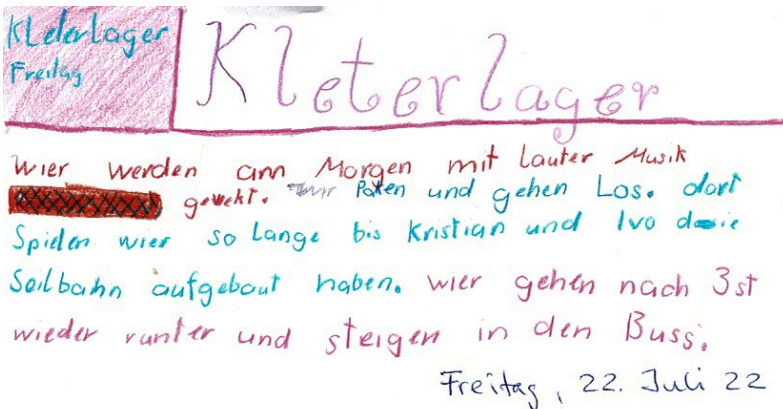 KLeterlager
Freitag
Kleterlager
Wier werden ann Morgen mit lauter Musik
gewekt. wir Paken und gehen Los. dort
Spielen wier so Lange bis Kristian und Ivo die
Seilbahn aufgebaut haben. wier gehen nach 3st
wieder runter und steigen in den Buss.
Freitag, 22. Juli 22